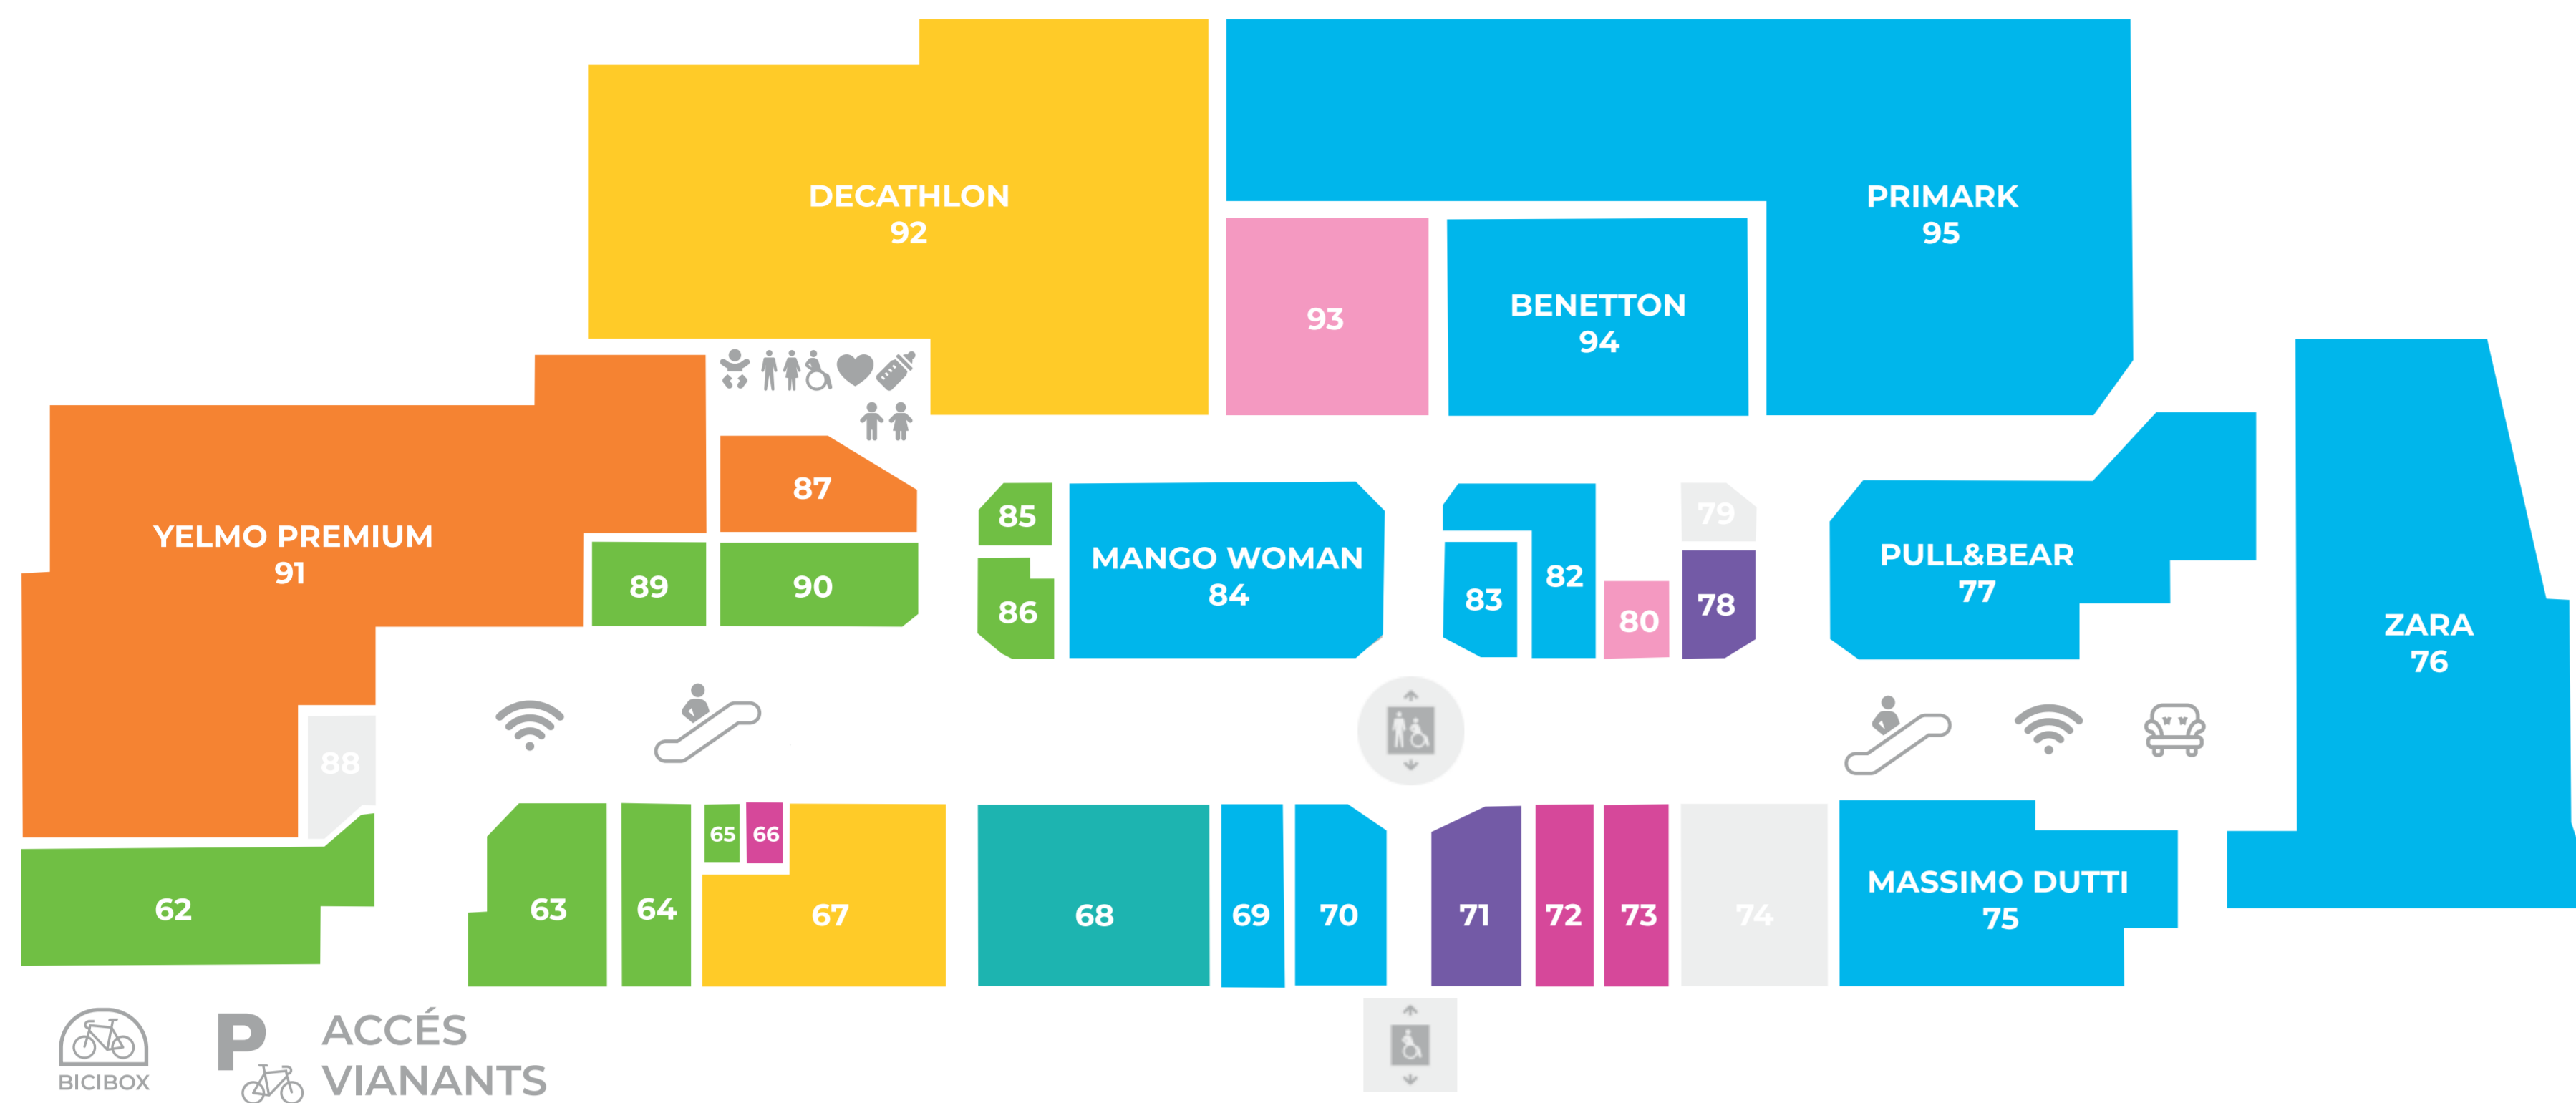 DECATHLON
92
PRIMARK
95
93
BENETTON
94
87
85
79
YELMO PREMIUM
91
89
90
86
MANGO WOMAN
84
83
82
80
78
PULL&BEAR
77
ZARA
76
88
62
63
64
65
66
67
68
69
70
71
72
73
74
MASSIMO DUTTI
75
BICIBOX
P
ACCÉS
VIANANTS